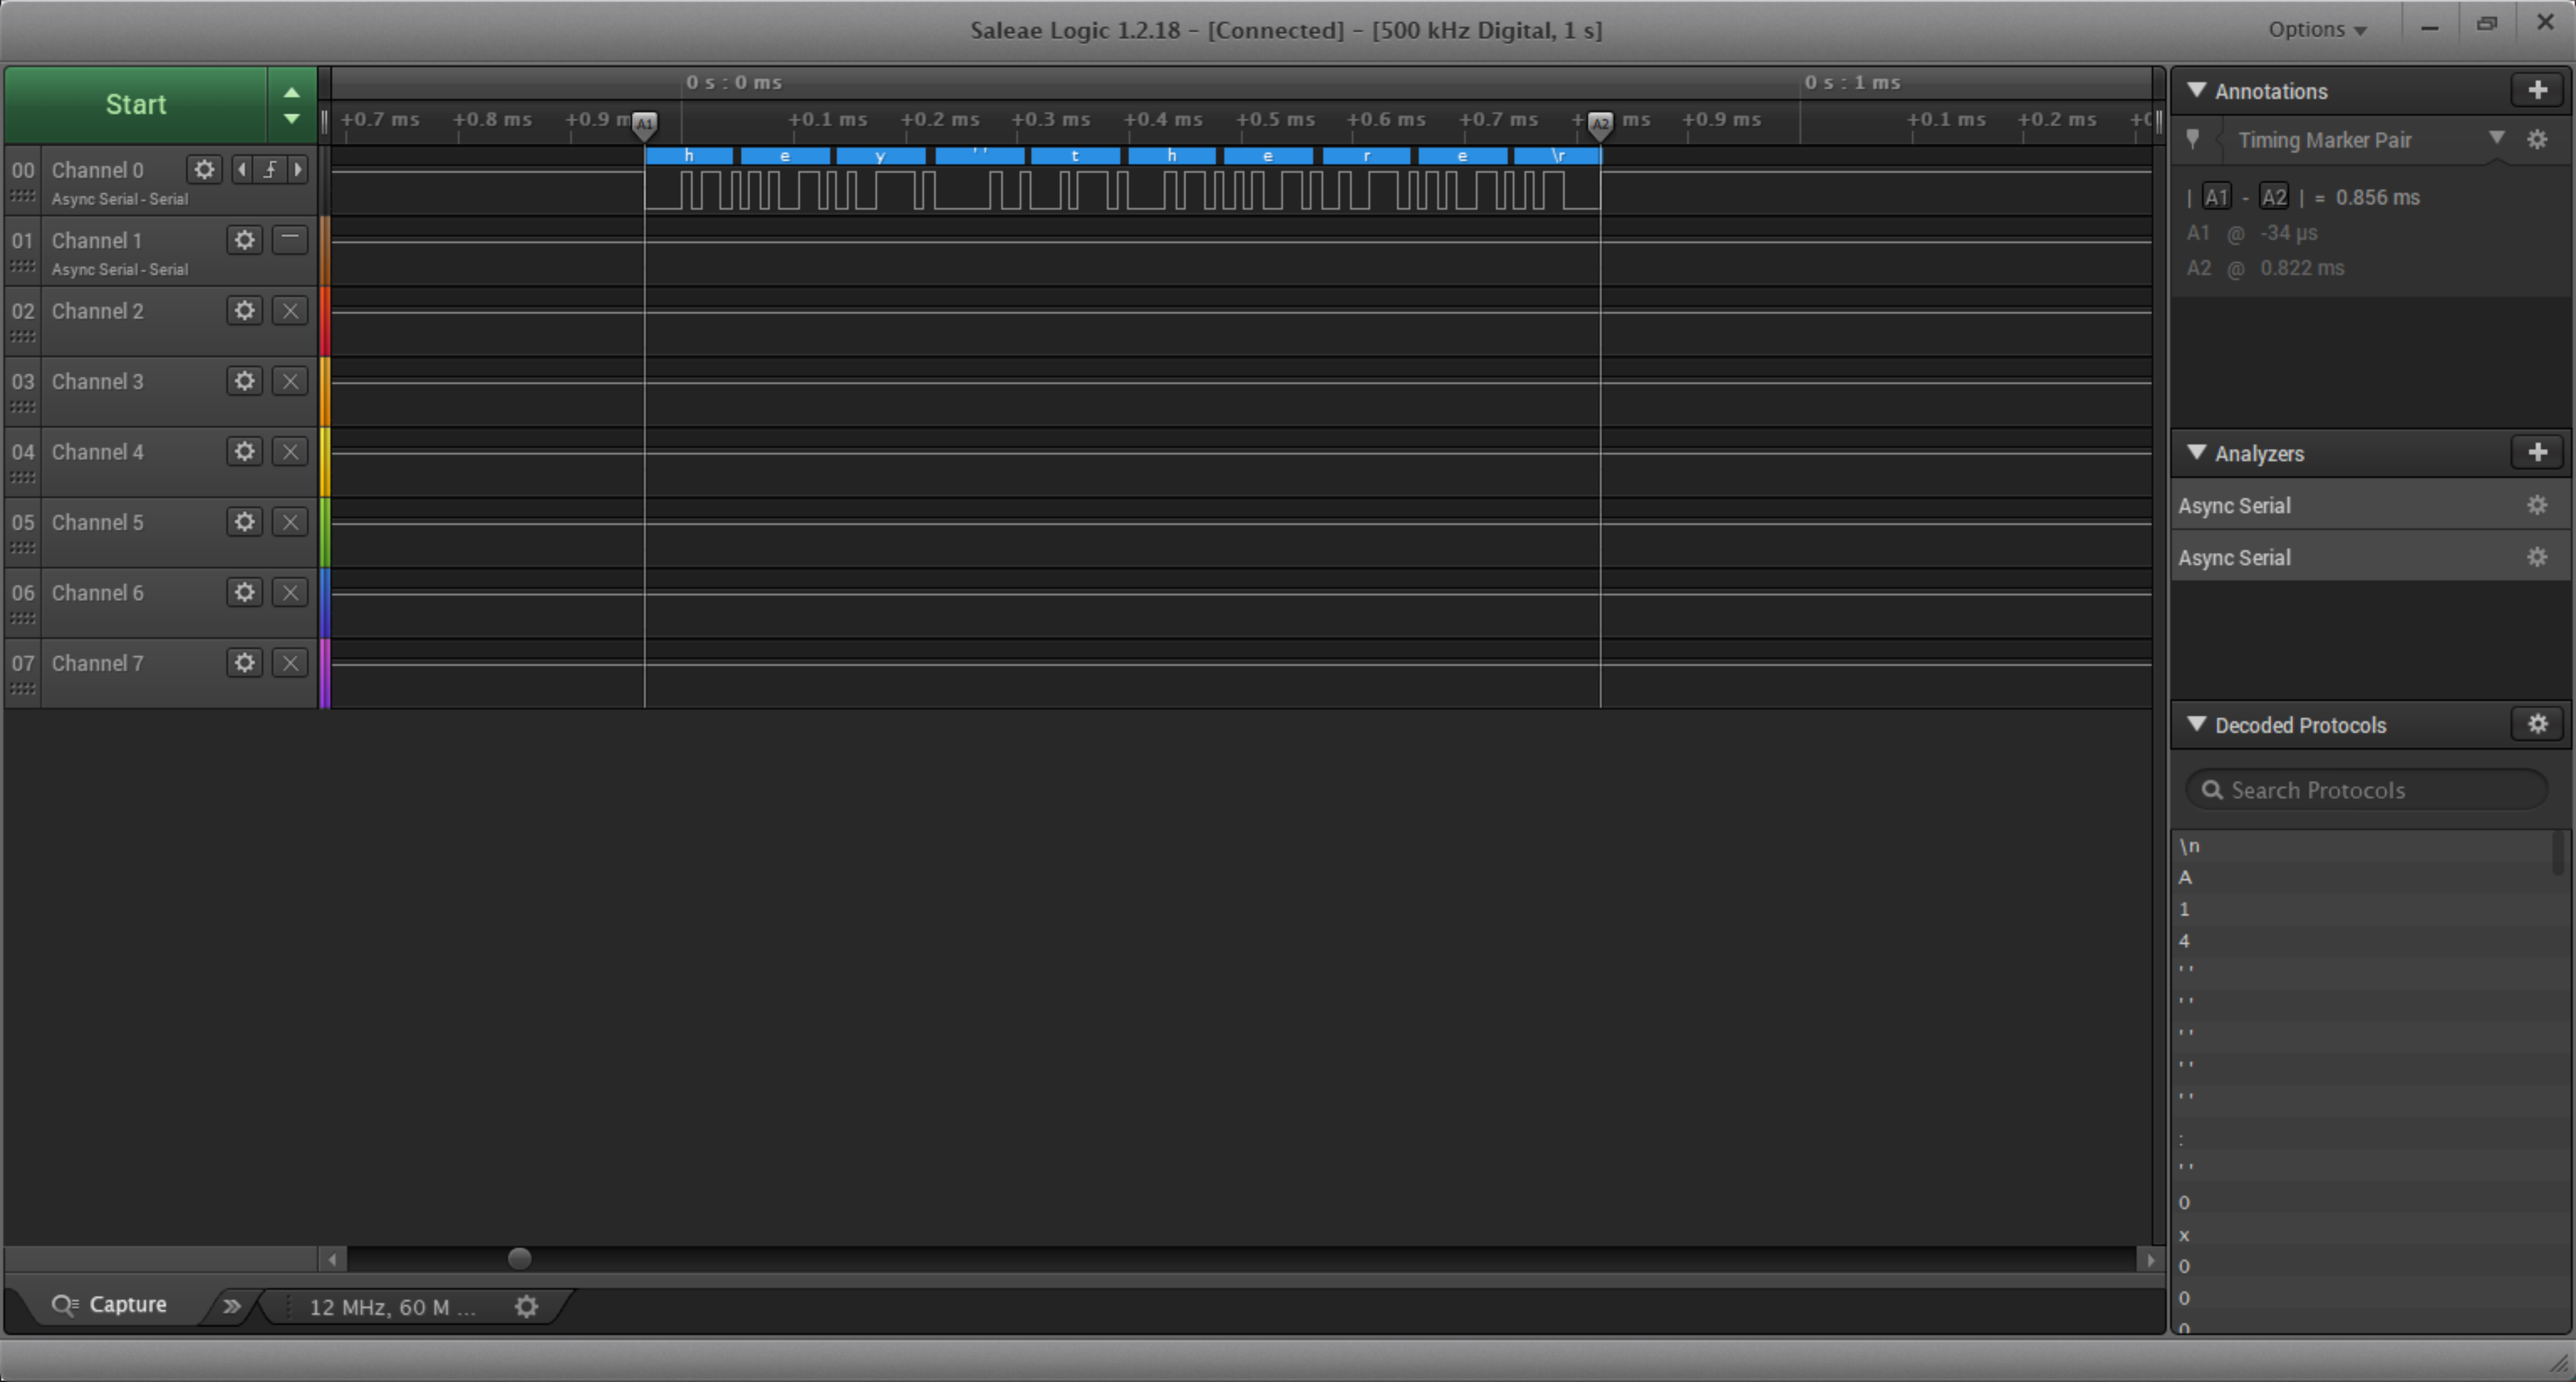 Saleae Logic 1.2.18 - [Connected] - [500 kHz Digital, 1 s]
Options
Start
0 s : 0 ms
0 s : 1 ms
+0.7 ms +0.8 ms +0.9 m A1 +0.1 ms +0.2 ms +0.3 ms +0.4 ms +0.5 ms +0.6 ms +0.7 ms + A2 ms +0.9 ms +0.1 ms +0.2 ms +0
00 Channel 0
Async Serial - Serial
h e y ' ' t h e r e \r
01 Channel 1
Async Serial - Serial
02 Channel 2
03 Channel 3
04 Channel 4
05 Channel 5
06 Channel 6
07 Channel 7
Capture
12 MHz, 60 M ...
Annotations
Timing Marker Pair
| A1 - A2 | = 0.856 ms
A1 @ -34 µs
A2 @ 0.822 ms
Analyzers
Async Serial
Async Serial
Decoded Protocols
Search Protocols
\n
A
1
4
' '
' '
' '
' '
' '
:
' '
0
x
0
0
0